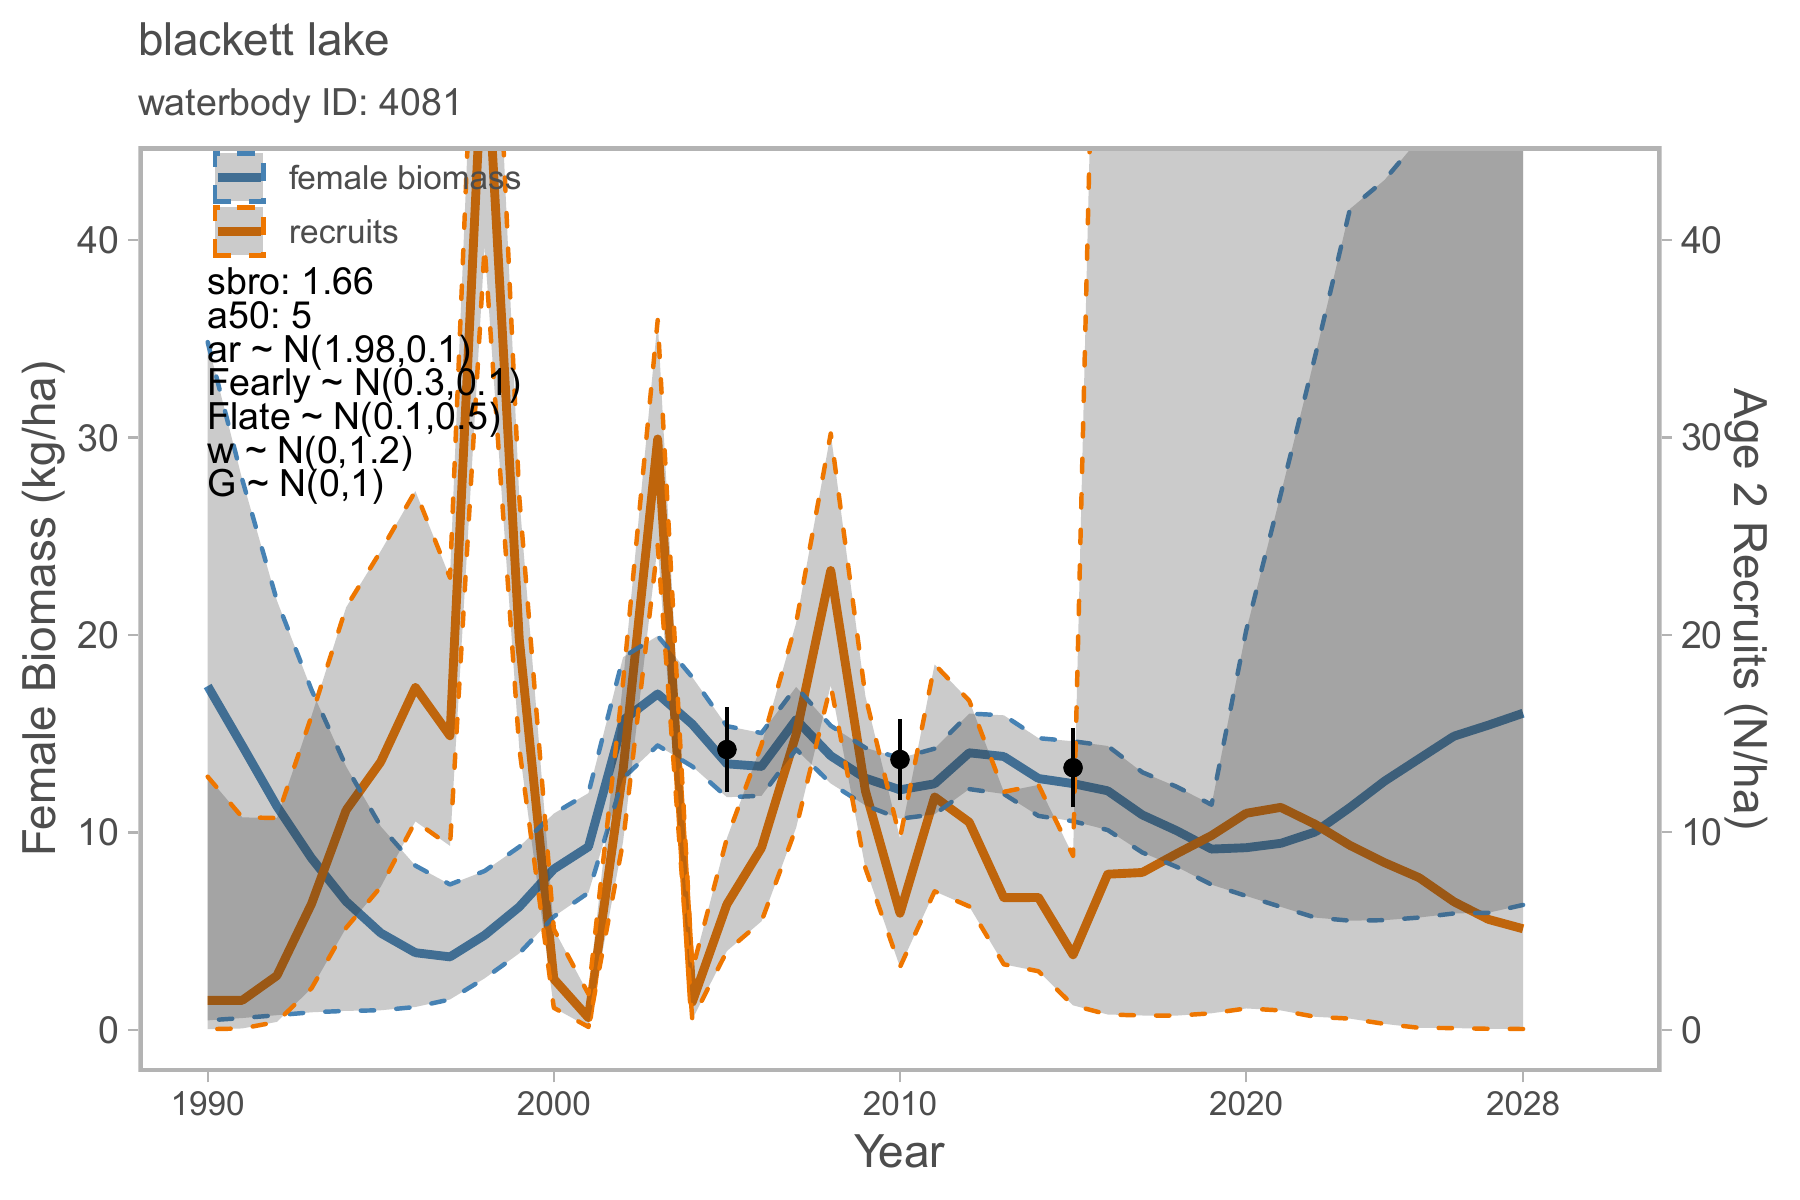 blackett lake
waterbody ID: 4081
female biomass
recruits
sbro: 1.66
a50: 5
ar ~ N(1.98,0.1)
Fearly ~ N(0.3,0.1)
Flate ~ N(0.1,0.5)
w ~ N(0,1.2)
G ~ N(0,1)
Female Biomass (kg/ha)
40
30
20
10
0
40
30
20
10
0
Age 2 Recruits (N/ha)
1990
2000
2010
2020
2028
Year